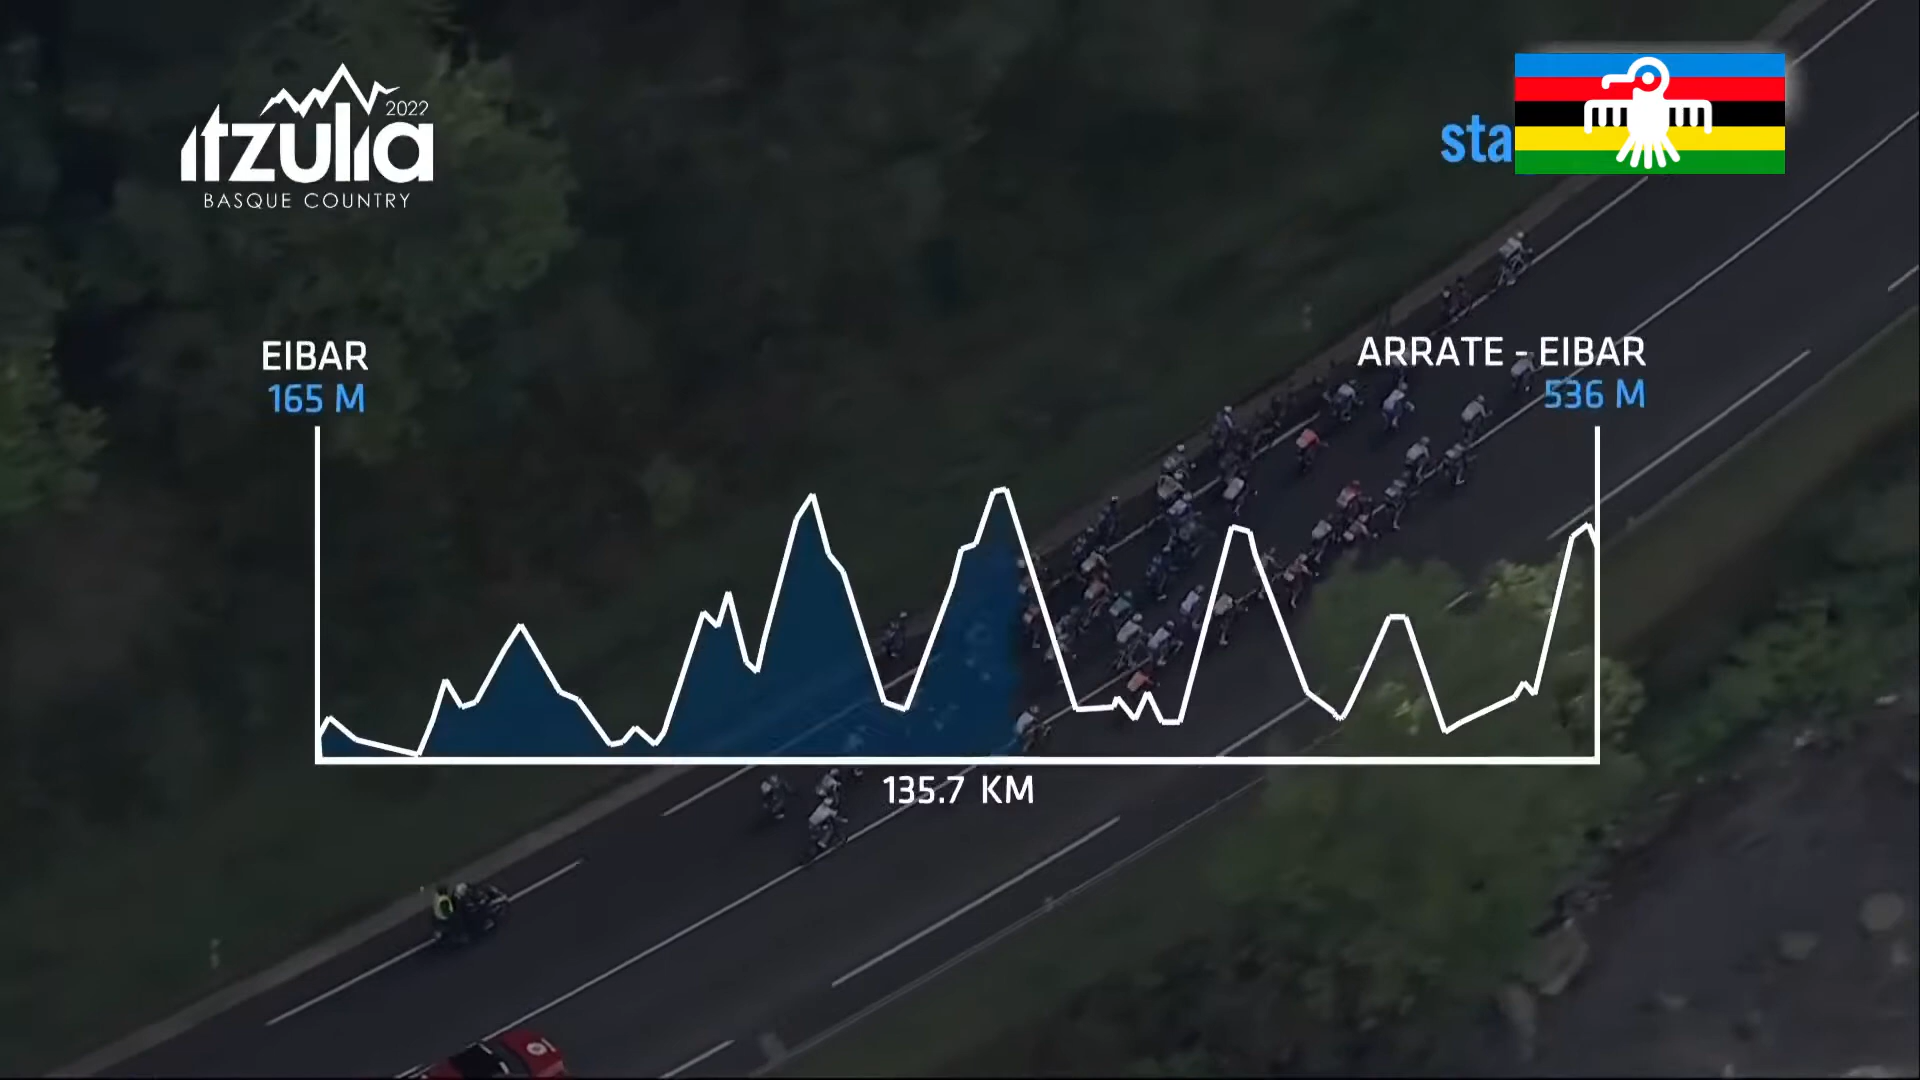 2022
itzulia
BASQUE COUNTRY
sta
EIBAR
165 M
ARRATE - EIBAR
536 M
135.7 KM